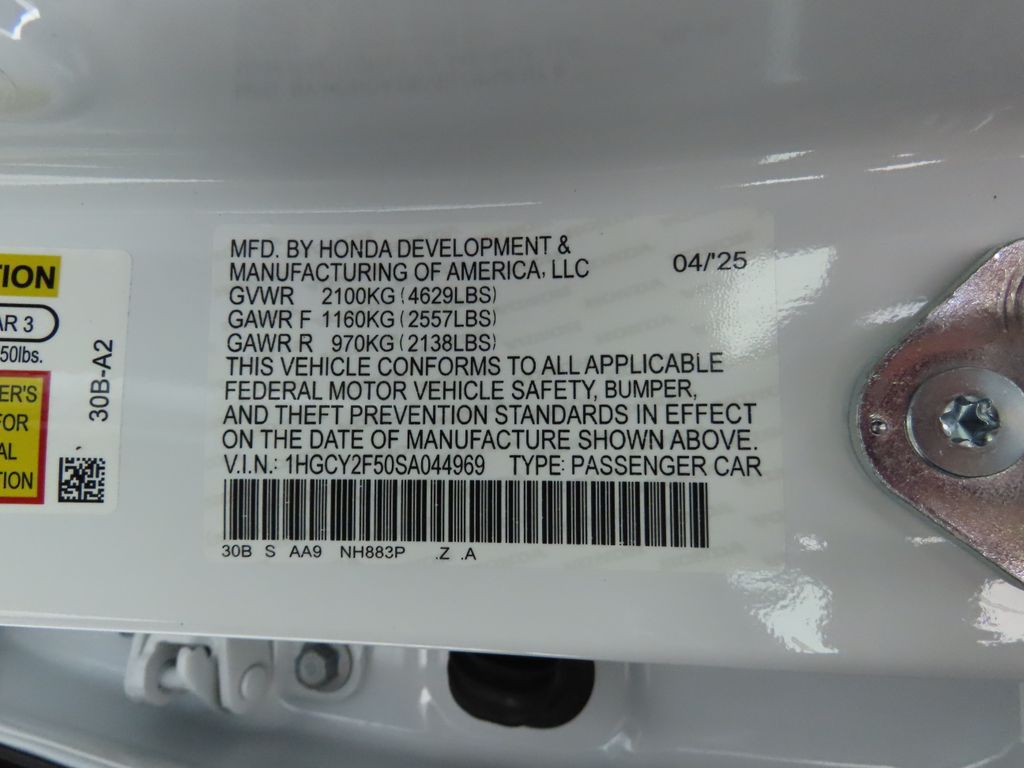 MFD. BY HONDA DEVELOPMENT &
MANUFACTURING OF AMERICA, LLC 04/'25
GVWR 2100KG (4629LBS)
GAWR F 1160KG (2557LBS)
GAWR R 970KG (2138LBS)
THIS VEHICLE CONFORMS TO ALL APPLICABLE
FEDERAL MOTOR VEHICLE SAFETY, BUMPER,
AND THEFT PREVENTION STANDARDS IN EFFECT
ON THE DATE OF MANUFACTURE SHOWN ABOVE.
V.I.N.: 1HGCY2F50SA044969 TYPE: PASSENGER CAR
30B S AA9 NH883P .Z .A
TION
AR 3
50lbs.
ER'S
FOR
AL
TION
30B-A2